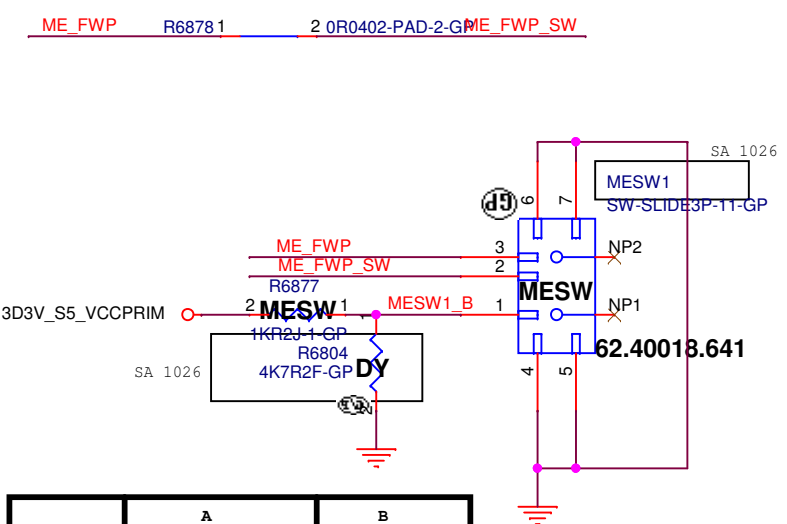 ME_FWP R6878 1 2 0R0402-PAD-2-GP ME_FWP_SW
SA 1026
MESW1
SW-SLIDE3P-11-GP
GP
6
7
ME_FWP 3 NP2
ME_FWP_SW 2
R6877
MESW
3D3V_S5_VCCPRIM 2 MESW 1 MESW1_B 1 NP1
1KR2J-1-GP
1
R6804
62.40018.641
SA 1026
4K7R2F-GP DY
4
5
2
A B